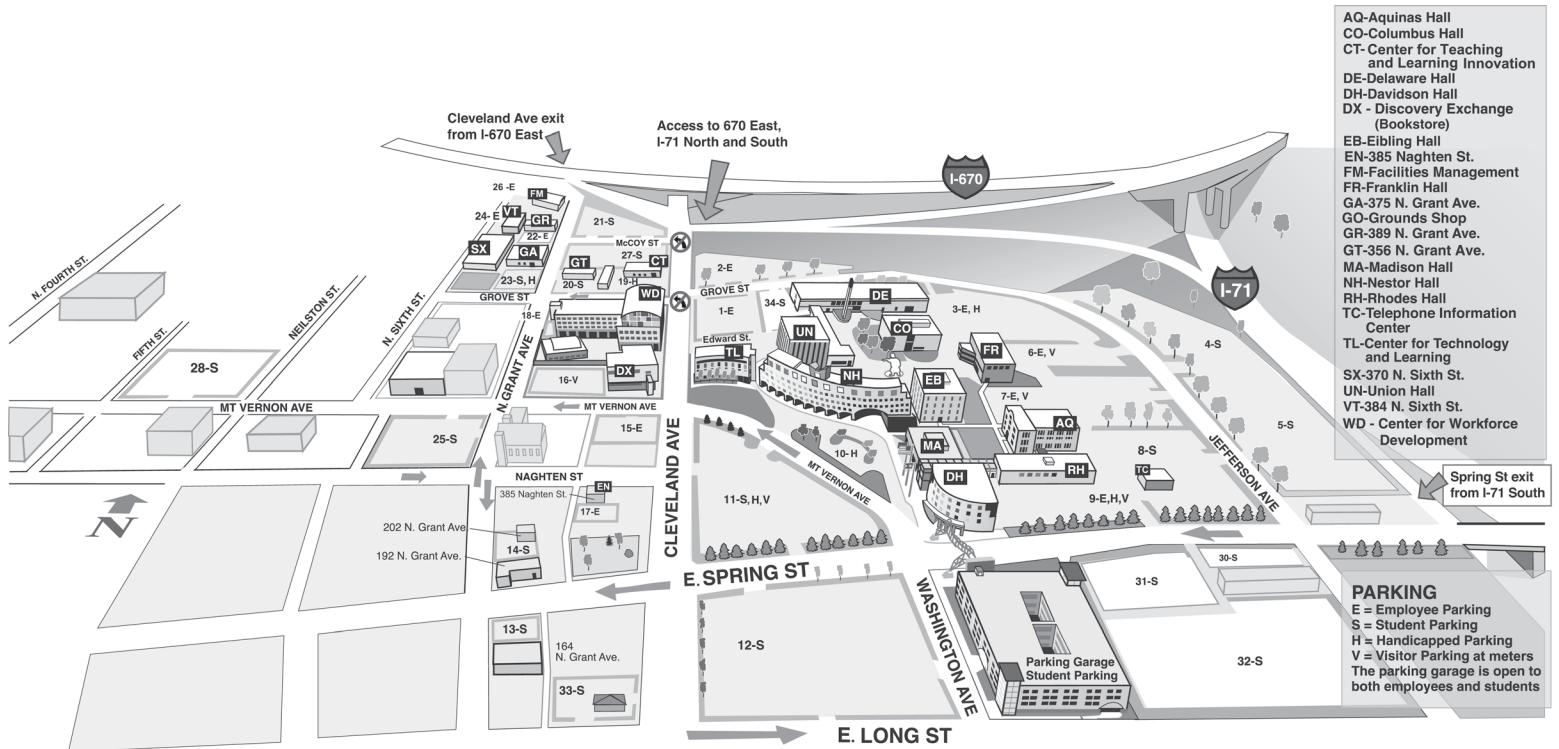 AQ-Aquinas Hall
CO-Columbus Hall
CT- Center for Teaching
and Learning Innovation
DE-Delaware Hall
DH-Davidson Hall
DX - Discovery Exchange
(Bookstore)
EB-Eibling Hall
EN-385 Naghten St.
FM-Facilities Management
FR-Franklin Hall
GA-375 N. Grant Ave.
GO-Grounds Shop
GR-389 N. Grant Ave.
GT-356 N. Grant Ave.
MA-Madison Hall
NH-Nestor Hall
RH-Rhodes Hall
TC-Telephone Information
Center
TL-Center for Technology
and Learning
SX-370 N. Sixth St.
UN-Union Hall
VT-384 N. Sixth St.
WD - Center for Workforce
Development
Cleveland Ave exit
from I-670 East
Access to 670 East,
I-71 North and South
I-670
I-71
26 -E
FM
24- E
VT
GR
22- E
SX
GA
23-S, H
21-S
McCOY ST
27-S
GT
CT
20-S
19-H
WD
GROVE ST
18-E
2-E
GROVE ST
1-E
34-S
DE
3-E, H
UN
CO
Edward St.
TL
NH
FR
6-E, V
EB
4-S
N. FOURTH ST.
FIFTH ST.
NEILSTON ST.
N. SIXTH ST.
N. GRANT AVE
28-S
DX
16-V
MT VERNON AVE
MT VERNON AVE
15-E
25-S
CLEVELAND AVE
7-E, V
AQ
5-S
10- H
MA
MT VERNON AVE
8-S
JEFFERSON AVE
RH
TC
DH
9-E,H,V
11-S, H,V
Spring St exit
from I-71 South
NAGHTEN ST
385 Naghten St.
EN
17-E
N
202 N. Grant Ave
14-S
192 N. Grant Ave.
E. SPRING ST
WASHINGTON AVE
30-S
31-S
32-S
13-S
164
N. Grant Ave.
33-S
12-S
Parking Garage
Student Parking
E. LONG ST
PARKING
E = Employee Parking
S = Student Parking
H = Handicapped Parking
V = Visitor Parking at meters
The parking garage is open to
both employees and students